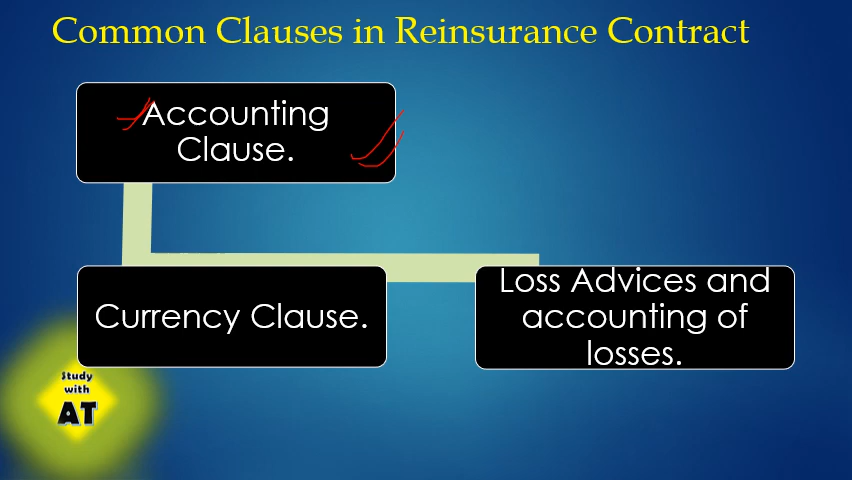 Common Clauses in Reinsurance Contract
Accounting
Clause.
Currency Clause.
Loss Advices and
accounting of
losses.
Study
with
AT